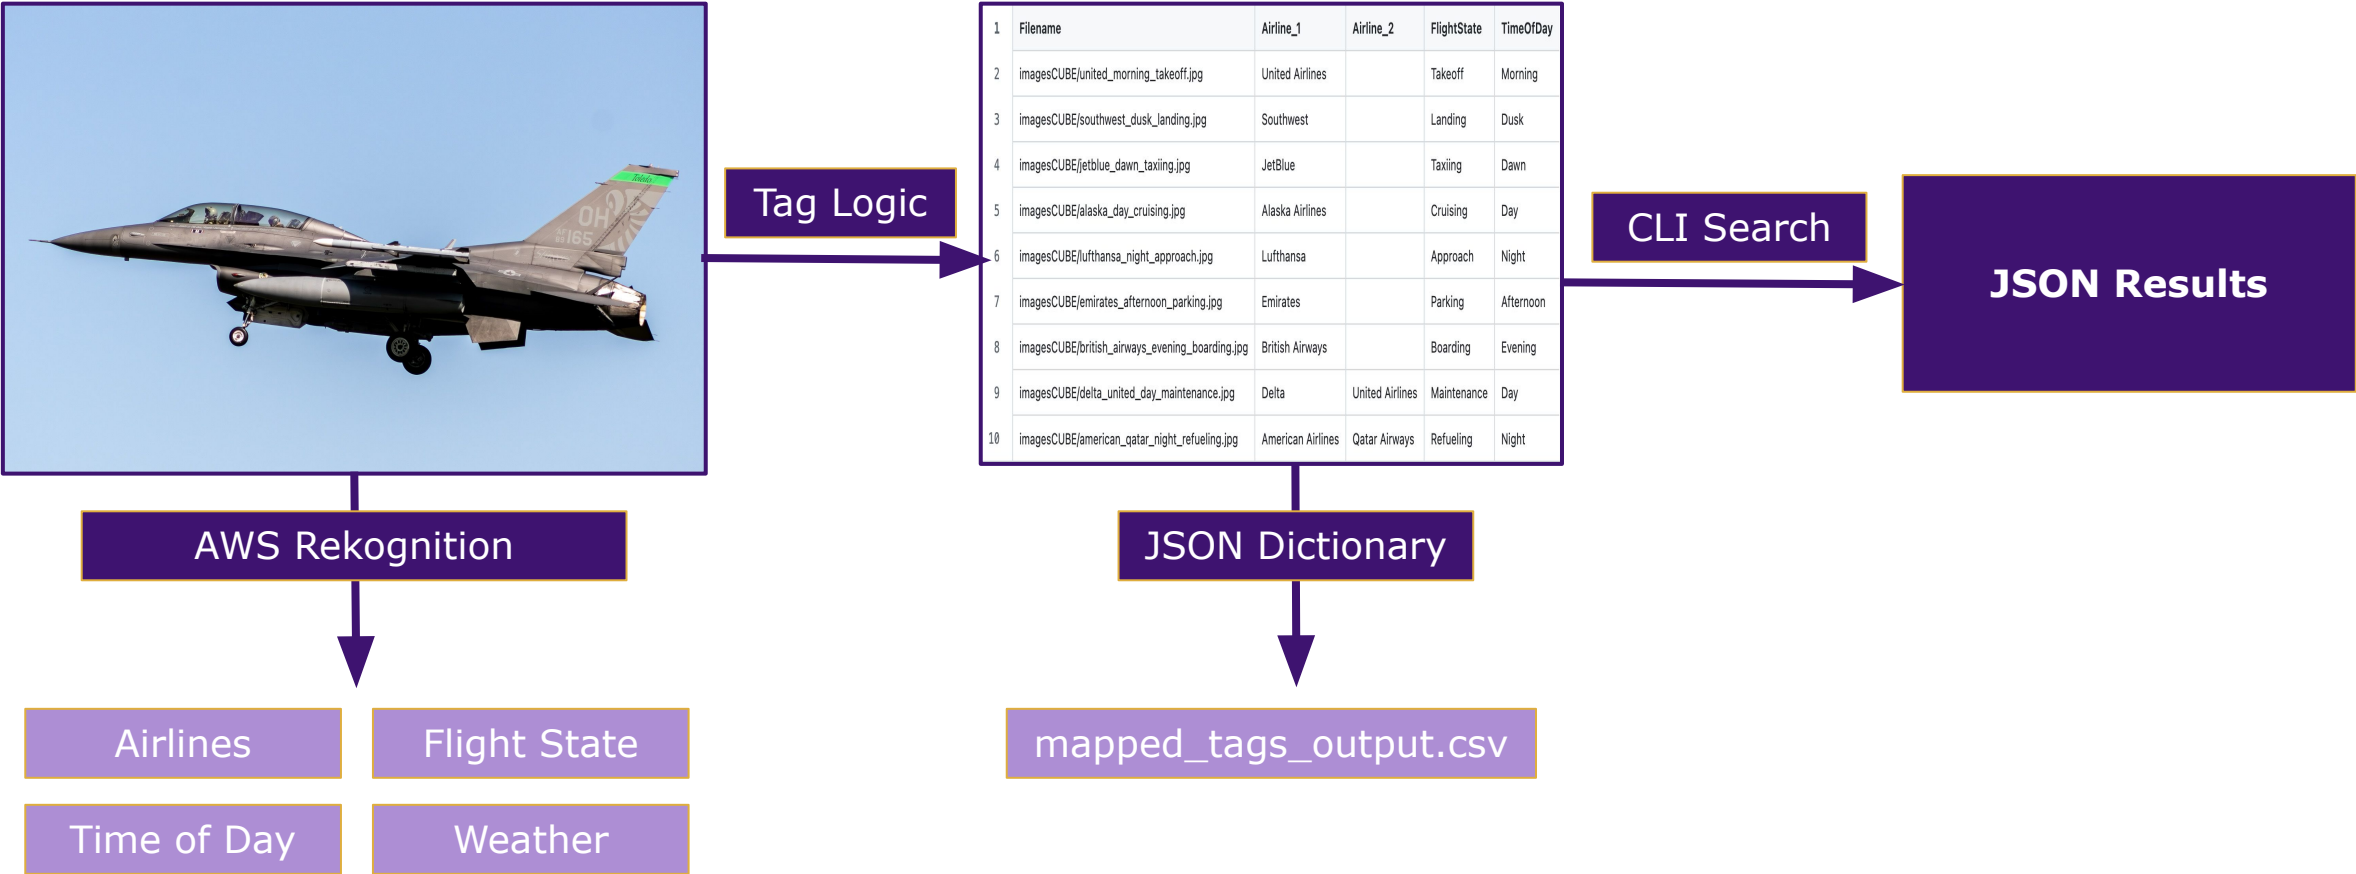 Toledo
OH
165
Tag Logic
1 Filename Airline_1 Airline_2 FlightState TimeOfDay
2 imagesCUBE/united_morning_takeoff.jpg United Airlines Takeoff Morning
3 imagesCUBE/southwest_dusk_landing.jpg Southwest Landing Dusk
4 imagesCUBE/jetblue_dawn_taxiing.jpg JetBlue Taxiing Dawn
5 imagesCUBE/alaska_day_cruising.jpg Alaska Airlines Cruising Day
6 imagesCUBE/lufthansa_night_approach.jpg Lufthansa Approach Night
7 imagesCUBE/emirates_afternoon_parking.jpg Emirates Parking Afternoon
8 imagesCUBE/british_airways_evening_boarding.jpg British Airways Boarding Evening
9 imagesCUBE/delta_united_day_maintenance.jpg Delta United Airlines Maintenance Day
10 imagesCUBE/american_qatar_night_refueling.jpg American Airlines Qatar Airways Refueling Night
CLI Search
JSON Results
AWS Rekognition
JSON Dictionary
Airlines
Flight State
mapped_tags_output.csv
Time of Day
Weather